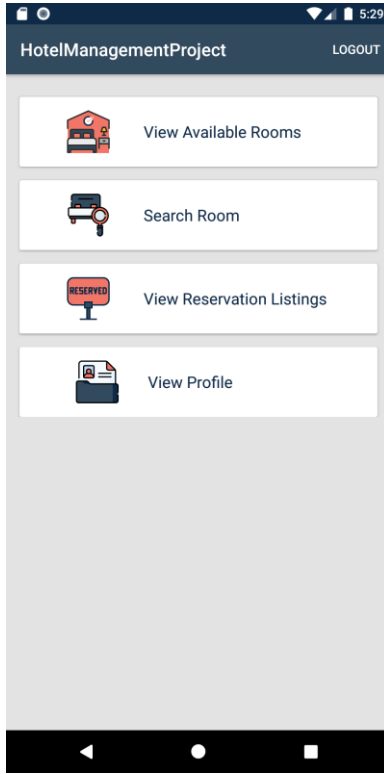 5:29
HotelManagementProject LOGOUT
View Available Rooms
Search Room
RESERVED
View Reservation Listings
View Profile